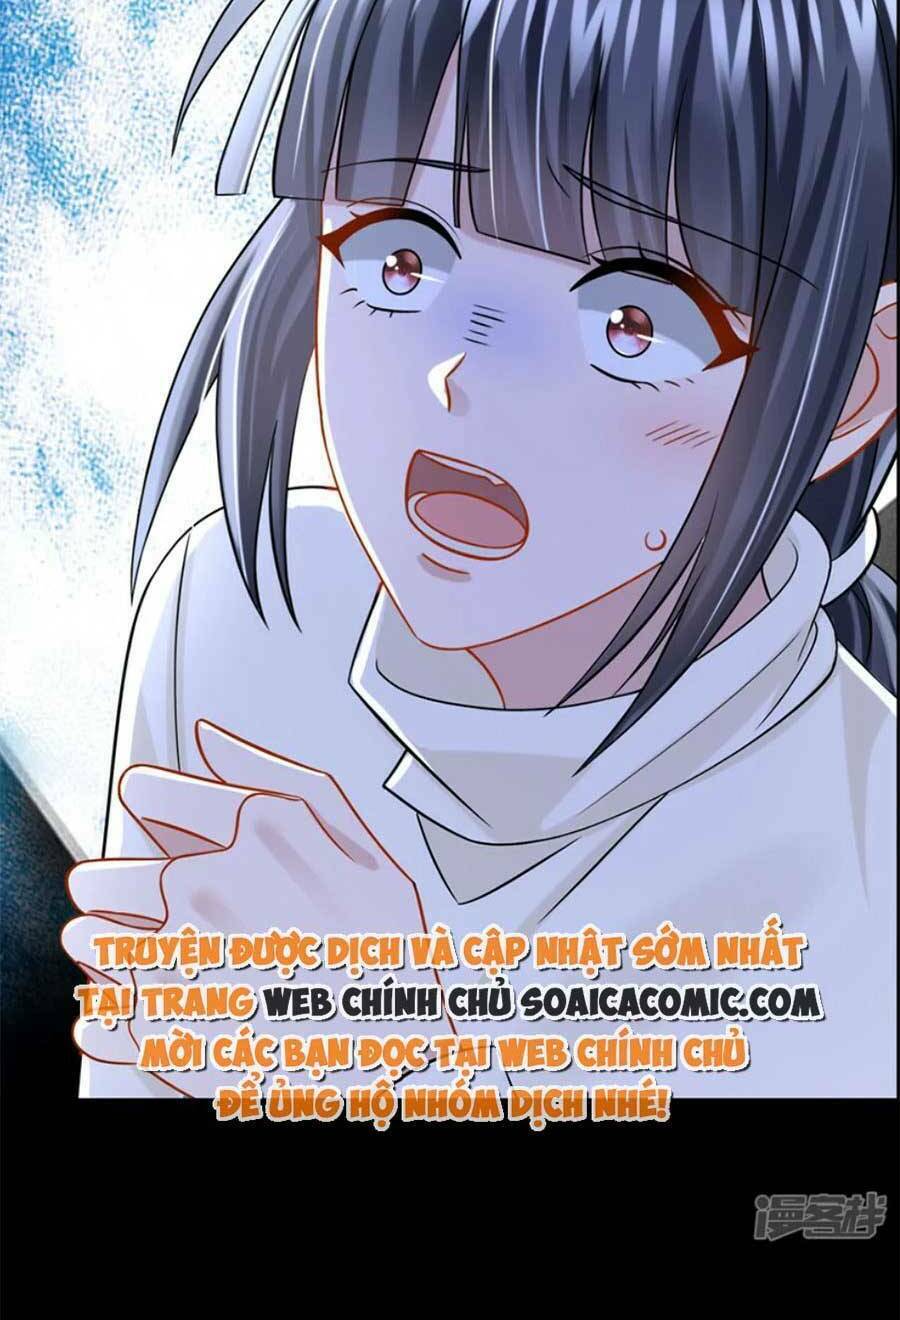 TRUYỆN ĐƯỢC DỊCH VÀ CẬP NHẬT SỚM NHẤT
TẠI TRANG WEB CHÍNH CHỦ SOAICACOMIC.COM
MỜI CÁC BẠN ĐỌC TẠI WEB CHÍNH CHỦ
ĐỂ ỦNG HỘ NHÓM DỊCH NHÉ!
漫客栈